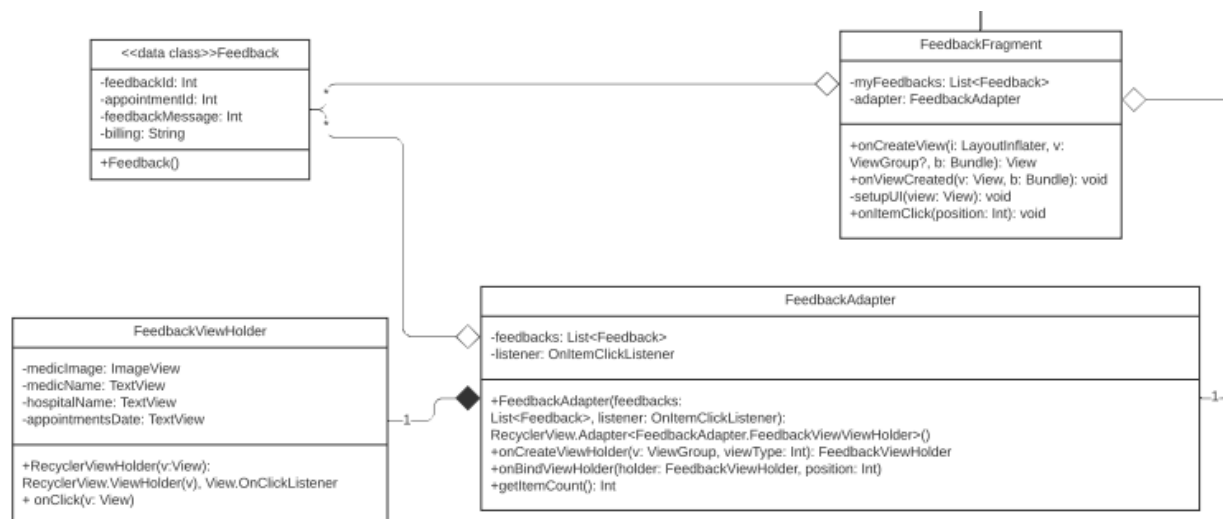 <<data class>>Feedback
-feedbackId: Int
-appointmentId: Int
-feedbackMessage: Int
-billing: String
+Feedback()
*
*
FeedbackFragment
-myFeedbacks: List<Feedback>
-adapter: FeedbackAdapter
+onCreateView(i: LayoutInflater, v:
ViewGroup?, b: Bundle): View
+onViewCreated(v: View, b: Bundle): void
-setupUI(view: View): void
+onItemClick(position: Int): void
FeedbackViewHolder
-medicImage: ImageView
-medicName: TextView
-hospitalName: TextView
-appointmentsDate: TextView
+RecyclerViewHolder(v:View):
RecyclerView.ViewHolder(v), View.OnClickListener
+ onClick(v: View)
1
FeedbackAdapter
-feedbacks: List<Feedback>
-listener: OnItemClickListener
+FeedbackAdapter(feedbacks:
List<Feedback>, listener: OnItemClickListener):
RecyclerView.Adapter<FeedbackAdapter.FeedbackViewViewHolder>()
+onCreateViewHolder(v: ViewGroup, viewType: Int): FeedbackViewHolder
+onBindViewHolder(holder: FeedbackViewHolder, position: Int)
+getItemCount(): Int
1